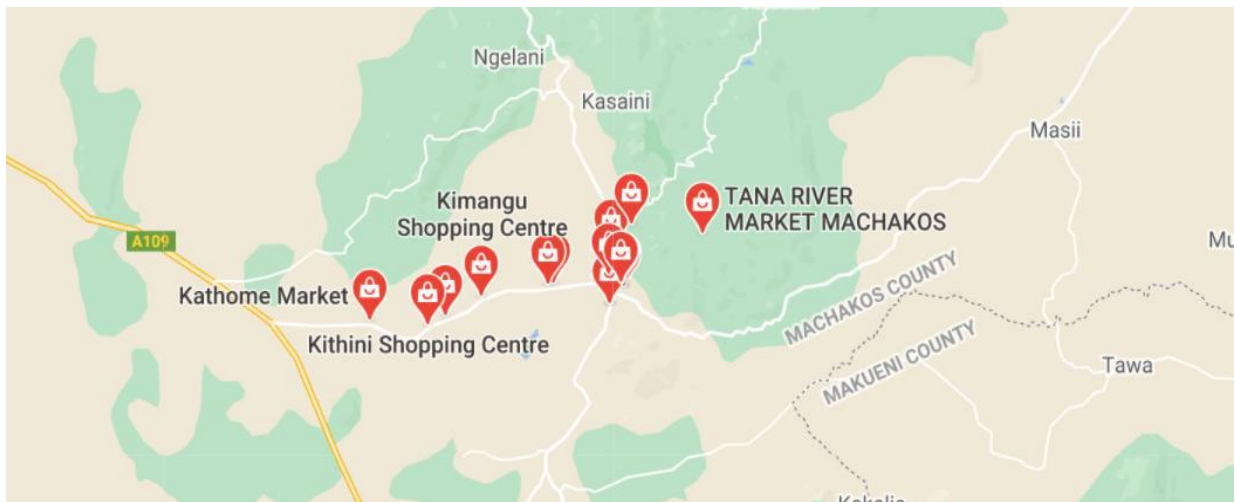 Ngelani
Kasaini
Masii
Kimangu
Shopping Centre
TANA RIVER
MARKET MACHAKOS
A109
Kathome Market
Kithini Shopping Centre
MACHAKOS COUNTY
MAKUENI COUNTY
Mu
Tawa